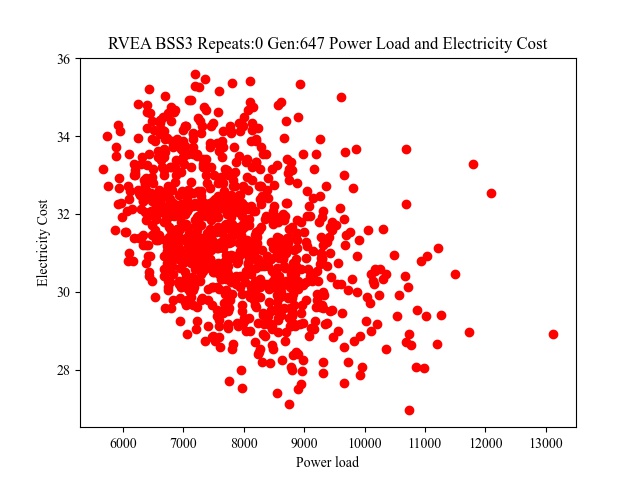 RVEA BSS3 Repeats:0 Gen:647 Power Load and Electricity Cost
36
34
32
30
28
Electricity Cost
6000 7000 8000 9000 10000 11000 12000 13000
Power load